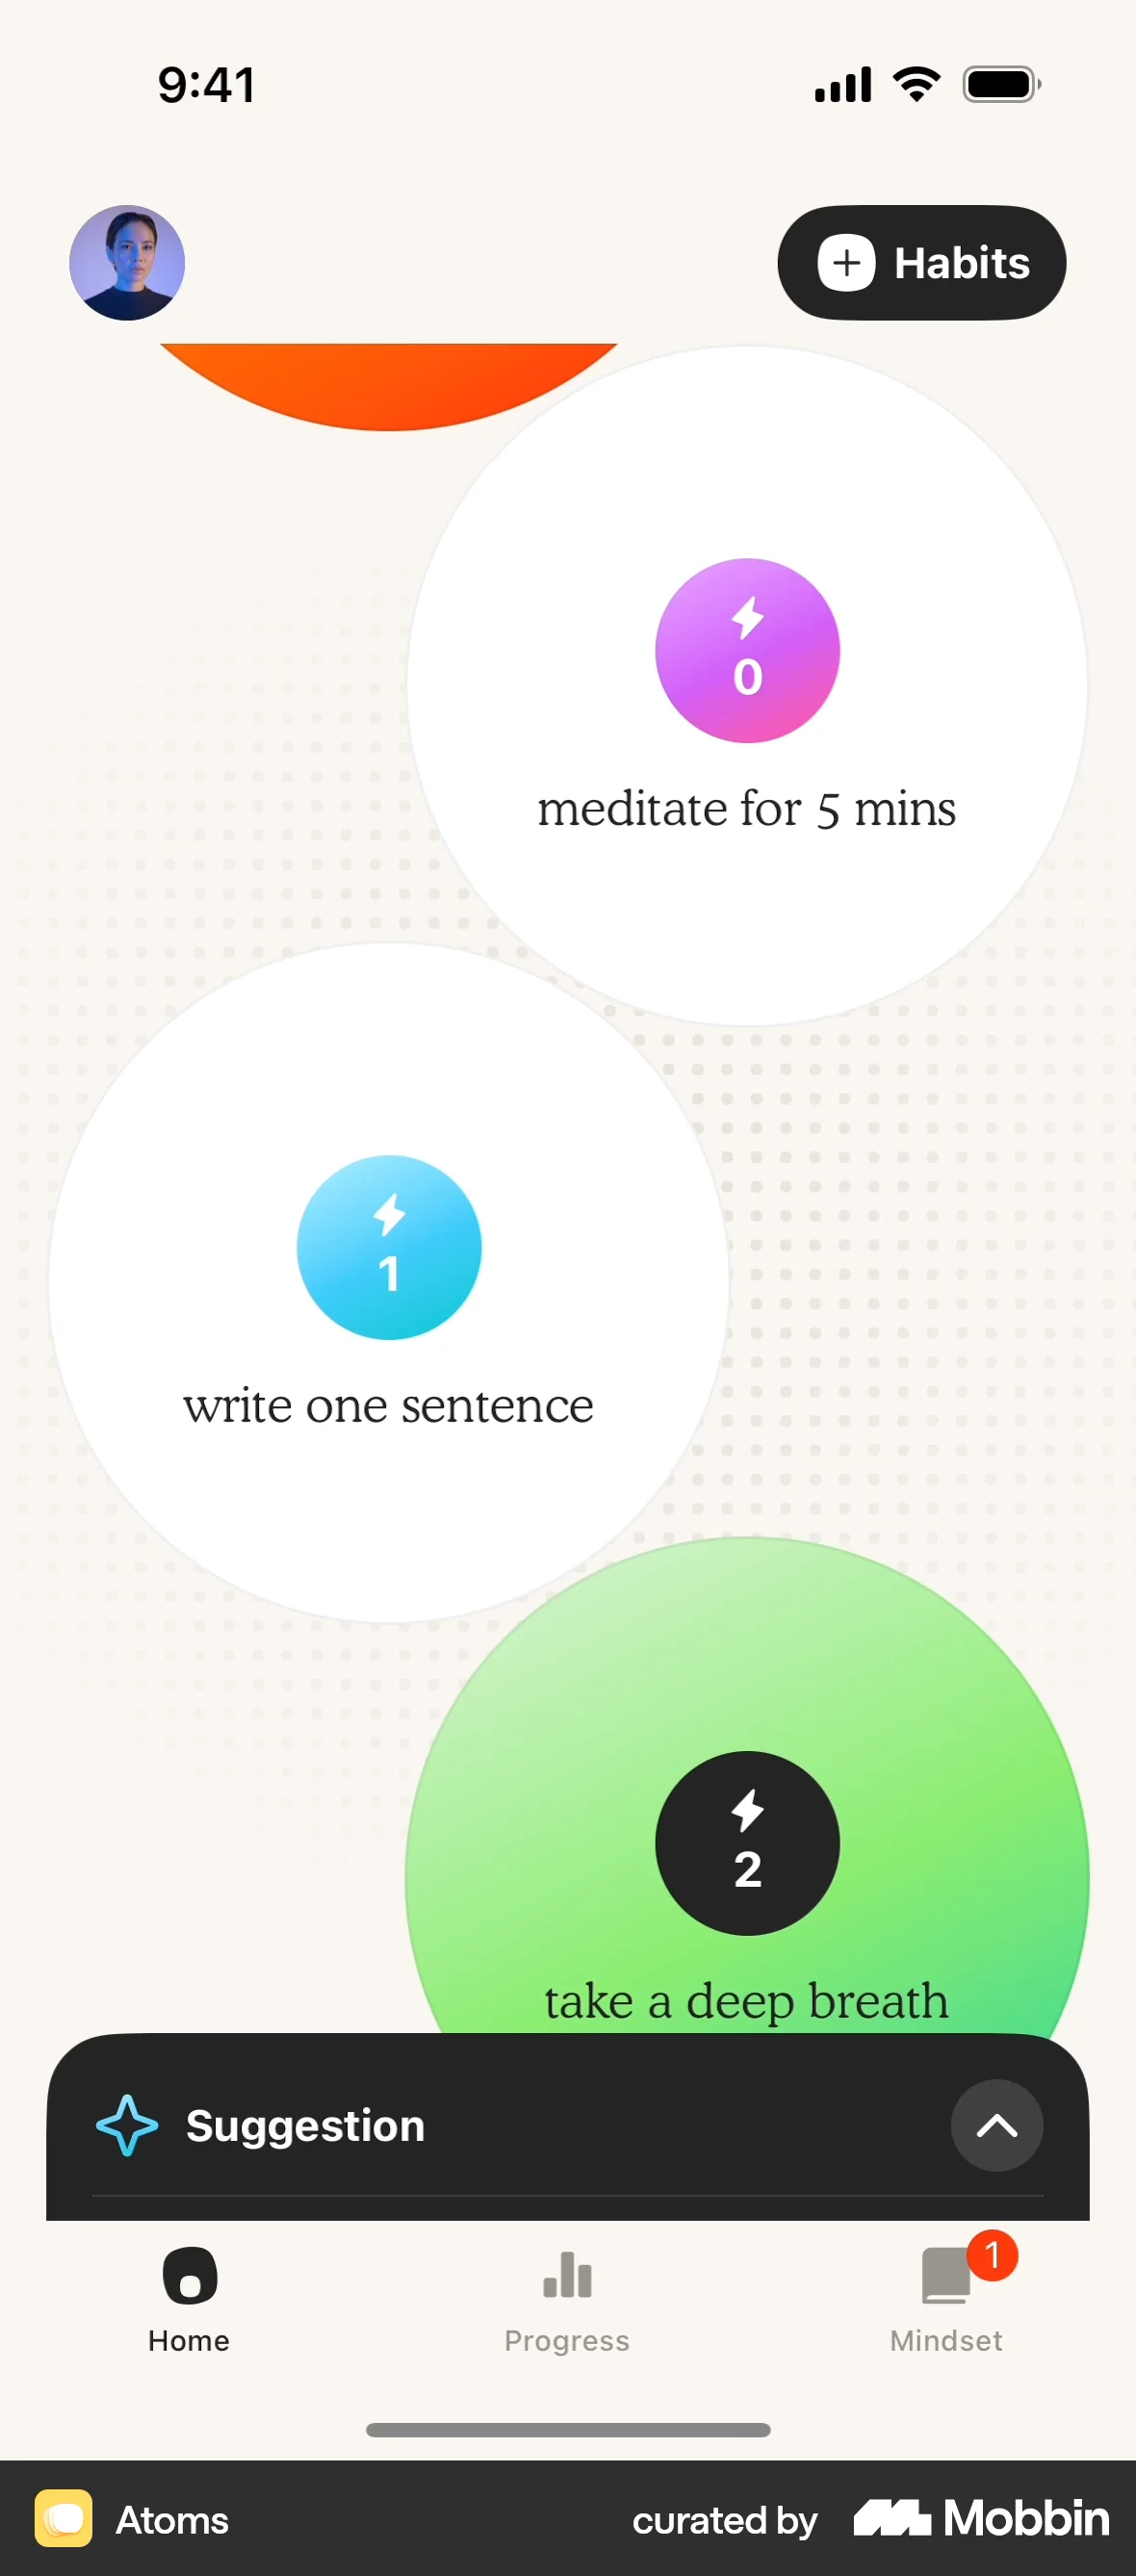 9:41
Habits
0
meditate for 5 mins
1
write one sentence
2
take a deep breath
Suggestion
1
Home
Progress
Mindset
Atoms
curated by Mobbin